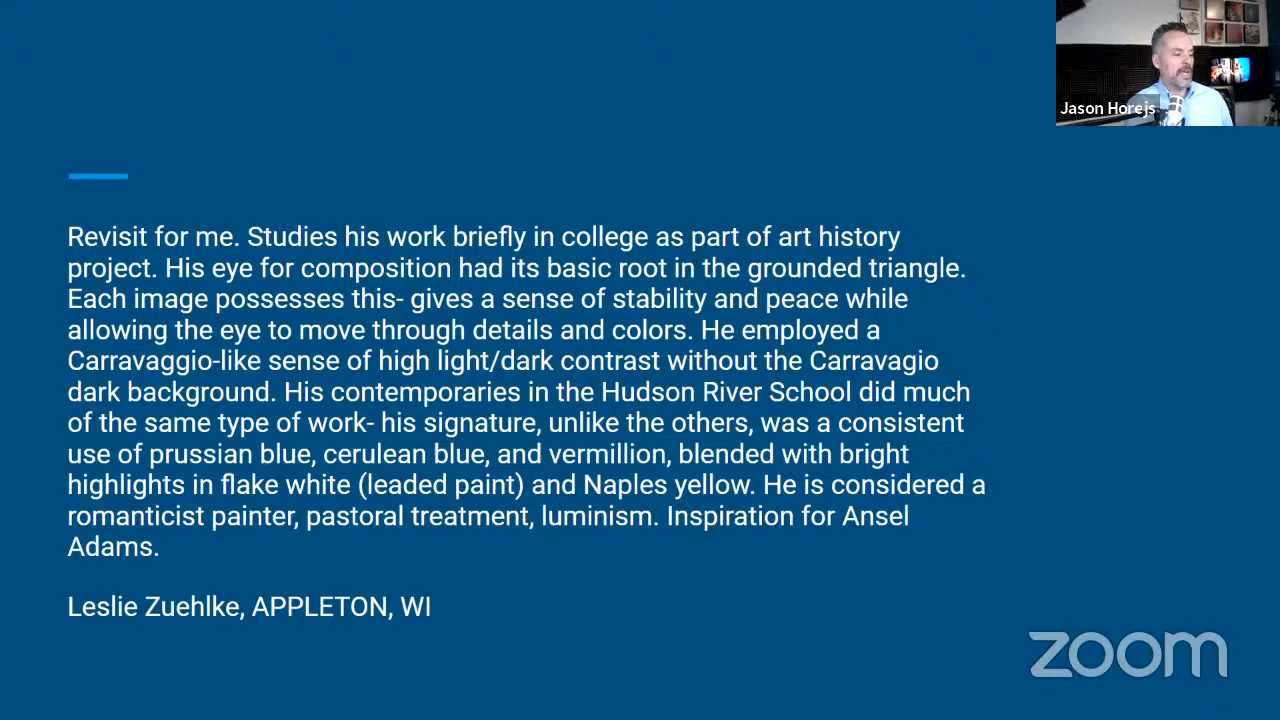 Jason Horejs
Revisit for me. Studies his work briefly in college as part of art history
project. His eye for composition had its basic root in the grounded triangle.
Each image possesses this- gives a sense of stability and peace while
allowing the eye to move through details and colors. He employed a
Carravaggio-like sense of high light/dark contrast without the Carravagio
dark background. His contemporaries in the Hudson River School did much
of the same type of work- his signature, unlike the others, was a consistent
use of prussian blue, cerulean blue, and vermillion, blended with bright
highlights in flake white (leaded paint) and Naples yellow. He is considered a
romanticist painter, pastoral treatment, luminism. Inspiration for Ansel
Adams.
Leslie Zuehlke, APPLETON, WI
zoom